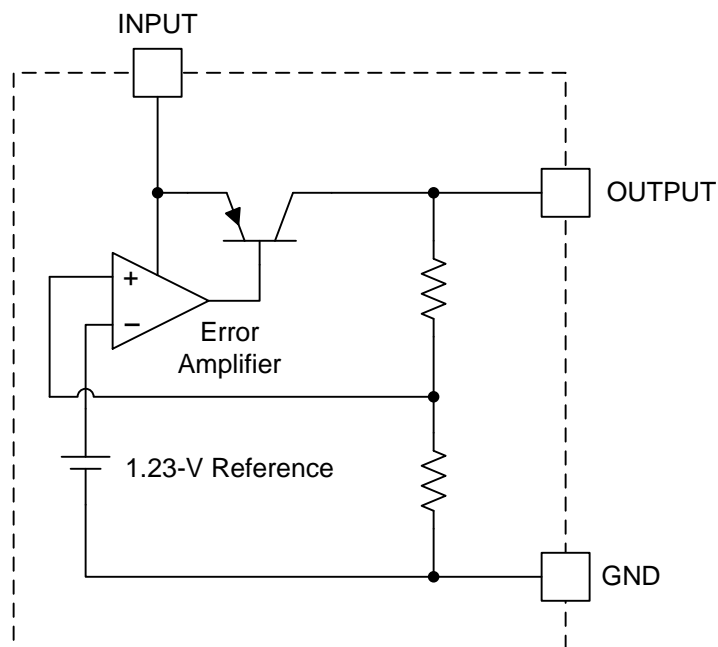 INPUT
OUTPUT
+
−
Error
Amplifier
1.23-V Reference
GND